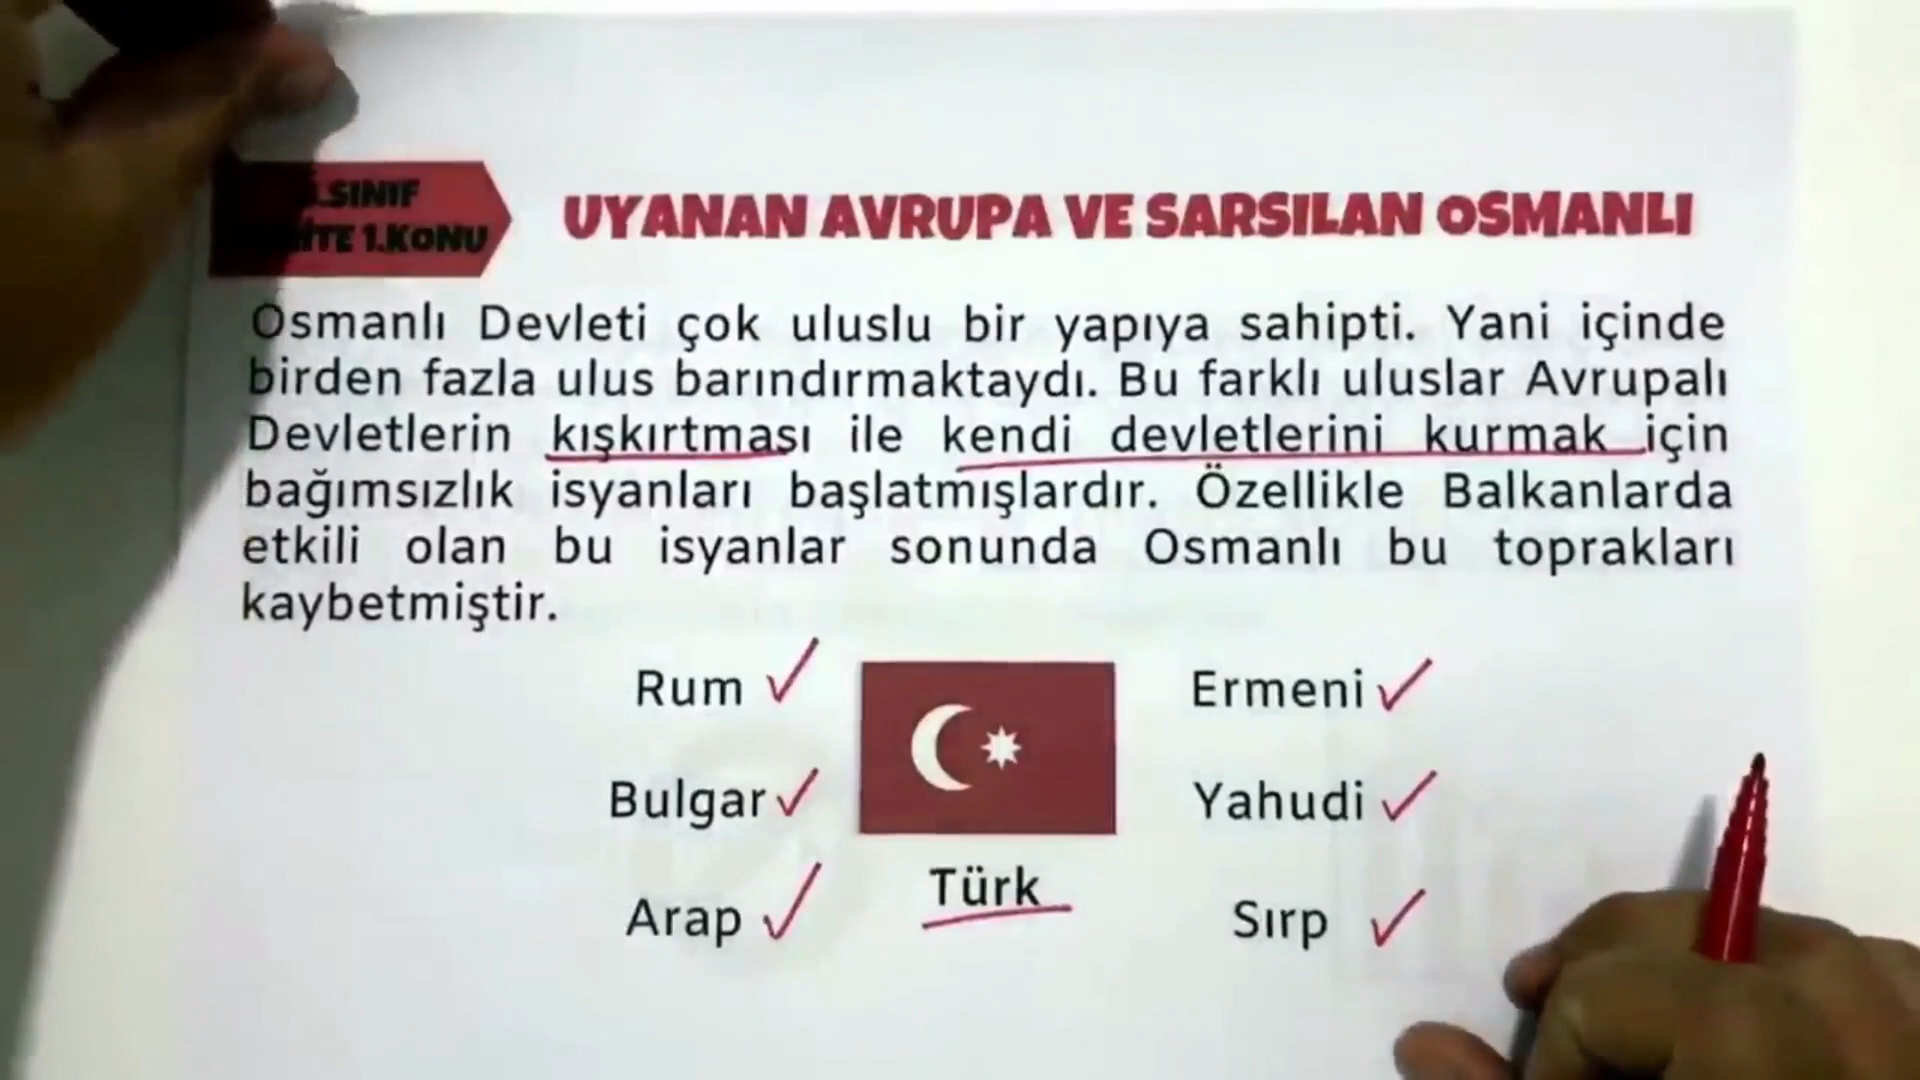 SINIF
1.KONU
UYANAN AVRUPA VE SARSILAN OSMANLI
Osmanlı Devleti çok uluslu bir yapıya sahipti. Yani içinde
birden fazla ulus barındırmaktaydı. Bu farklı uluslar Avrupalı
Devletlerin kışkırtması ile kendi devletlerini kurmak için
bağımsızlık isyanları başlatmışlardır. Özellikle Balkanlarda
etkili olan bu isyanlar sonunda Osmanlı bu toprakları
kaybetmiştir.
Rum
Ermeni
Bulgar
Yahudi
Türk
Arap
Sırp